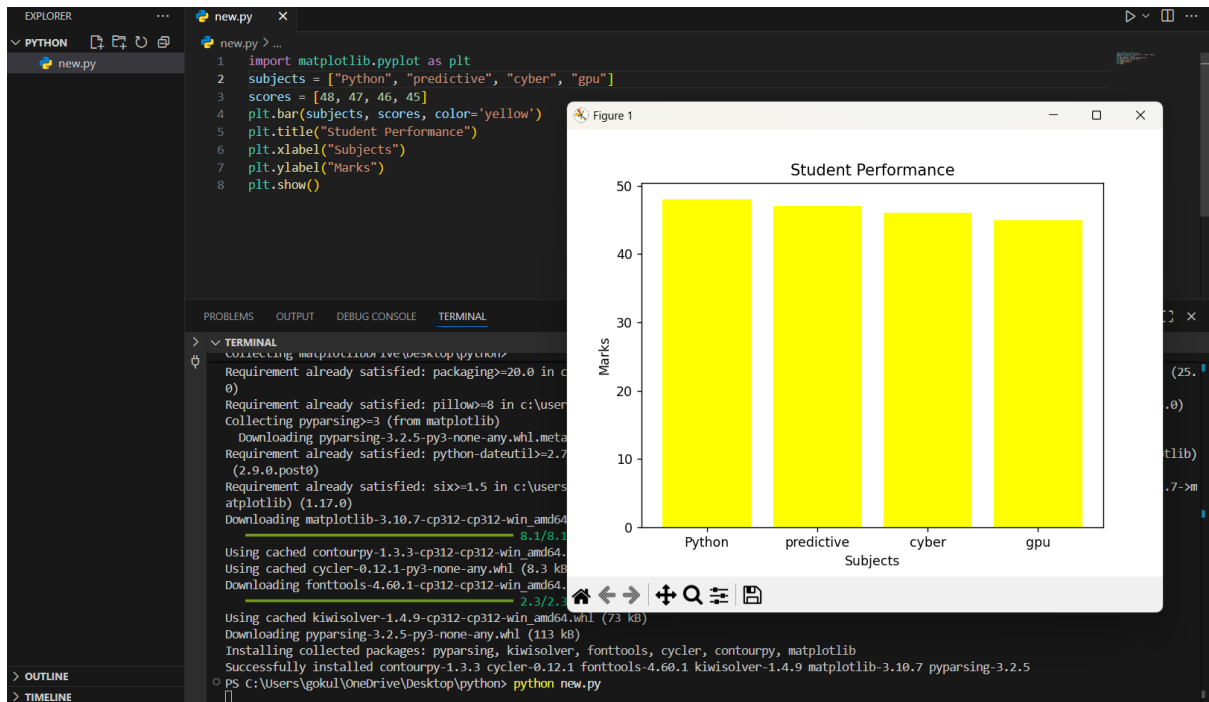 EXPLORER
···
new.py
PYTHON
new.py
new.py > ...
1 import matplotlib.pyplot as plt
2 subjects = ["Python", "predictive", "cyber", "gpu"]
3 scores = [48, 47, 46, 45]
4 plt.bar(subjects, scores, color='yellow')
5 plt.title("Student Performance")
6 plt.xlabel("Subjects")
7 plt.ylabel("Marks")
8 plt.show()
Figure 1
Student Performance
50
40
30
20
10
0
Marks
Python predictive cyber gpu
Subjects
PROBLEMS OUTPUT DEBUG CONSOLE TERMINAL
TERMINAL
Requirement already satisfied: packaging>=20.0 in c (25.
0)
Requirement already satisfied: pillow>=8 in c:\user .0)
Collecting pyparsing>=3 (from matplotlib)
Downloading pyparsing-3.2.5-py3-none-any.whl.meta
Requirement already satisfied: python-dateutil>=2.7 tlib)
(2.9.0.post0)
Requirement already satisfied: six>=1.5 in c:\users .7->m
atplotlib) (1.17.0)
Downloading matplotlib-3.10.7-cp312-cp312-win_amd64
8.1/8.1
Using cached contourpy-1.3.3-cp312-cp312-win_amd64.
Using cached cycler-0.12.1-py3-none-any.whl (8.3 kB
Downloading fonttools-4.60.1-cp312-cp312-win_amd64.
2.3/2.3
Using cached kiwisolver-1.4.9-cp312-cp312-win_amd64.whl (73 kB)
Downloading pyparsing-3.2.5-py3-none-any.whl (113 kB)
Installing collected packages: pyparsing, kiwisolver, fonttools, cycler, contourpy, matplotlib
Successfully installed contourpy-1.3.3 cycler-0.12.1 fonttools-4.60.1 kiwisolver-1.4.9 matplotlib-3.10.7 pyparsing-3.2.5
PS C:\Users\gokul\OneDrive\Desktop\python> python new.py
OUTLINE
TIMELINE